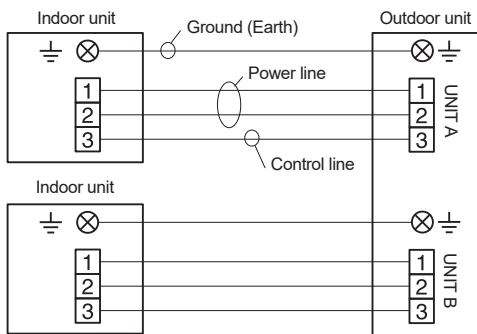 Indoor unit
Outdoor unit
Ground (Earth)
Power line
1
1
2
2
3
3
UNIT A
Control line
Indoor unit
1
1
2
2
3
3
UNIT B